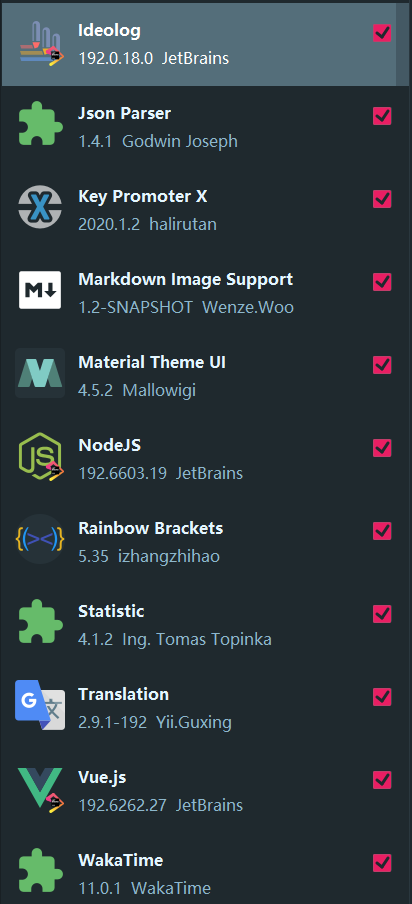 Ideolog
192.0.18.0 JetBrains
Json Parser
1.4.1 Godwin Joseph
Key Promoter X
2020.1.2 halirutan
M
Markdown Image Support
1.2-SNAPSHOT Wenze.Woo
Material Theme UI
4.5.2 Mallowigi
JS
NodeJS
192.6603.19 JetBrains
{(><)}
Rainbow Brackets
5.35 izhangzhihao
Statistic
4.1.2 Ing. Tomas Topinka
G 文
Translation
2.9.1-192 Yii.Guxing
Vue.js
192.6262.27 JetBrains
WakaTime
11.0.1 WakaTime